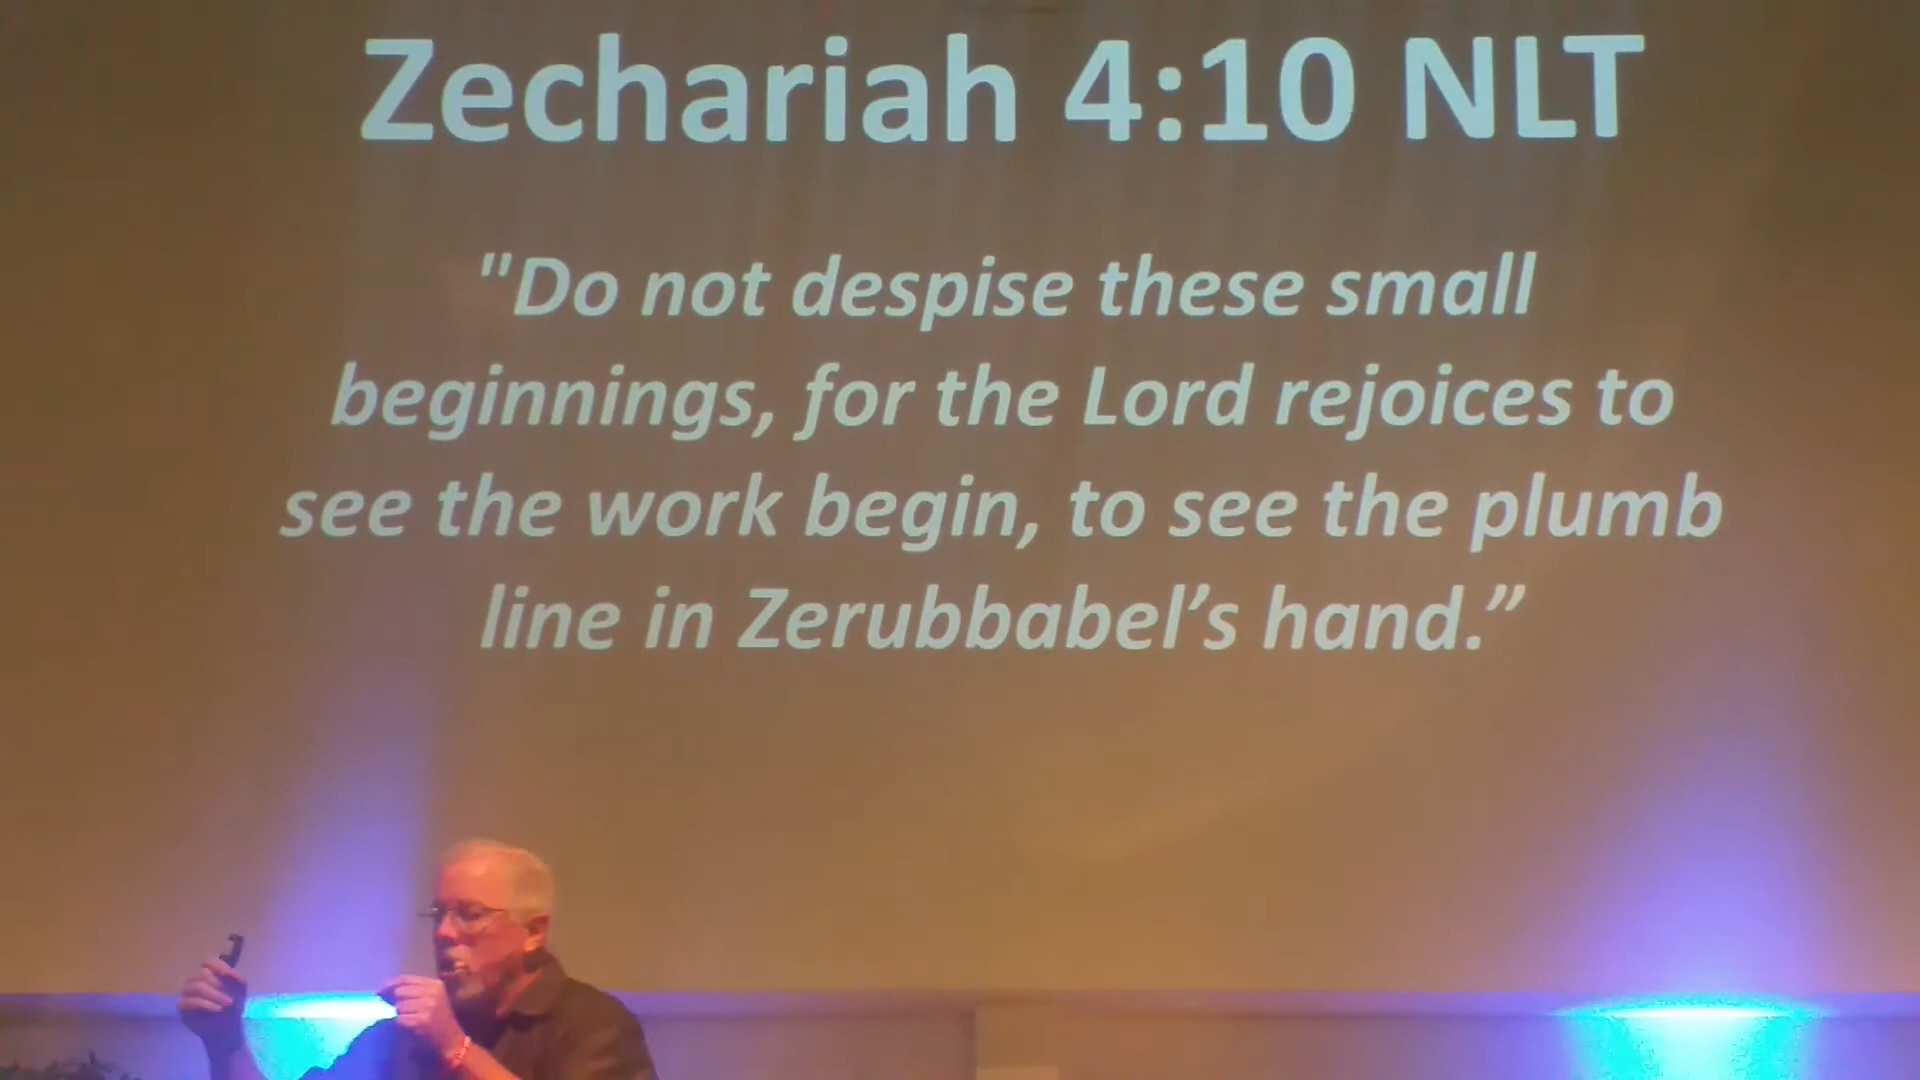 Zechariah 4:10 NLT
"Do not despise these small
beginnings, for the Lord rejoices to
see the work begin, to see the plumb
line in Zerubbabel’s hand.”